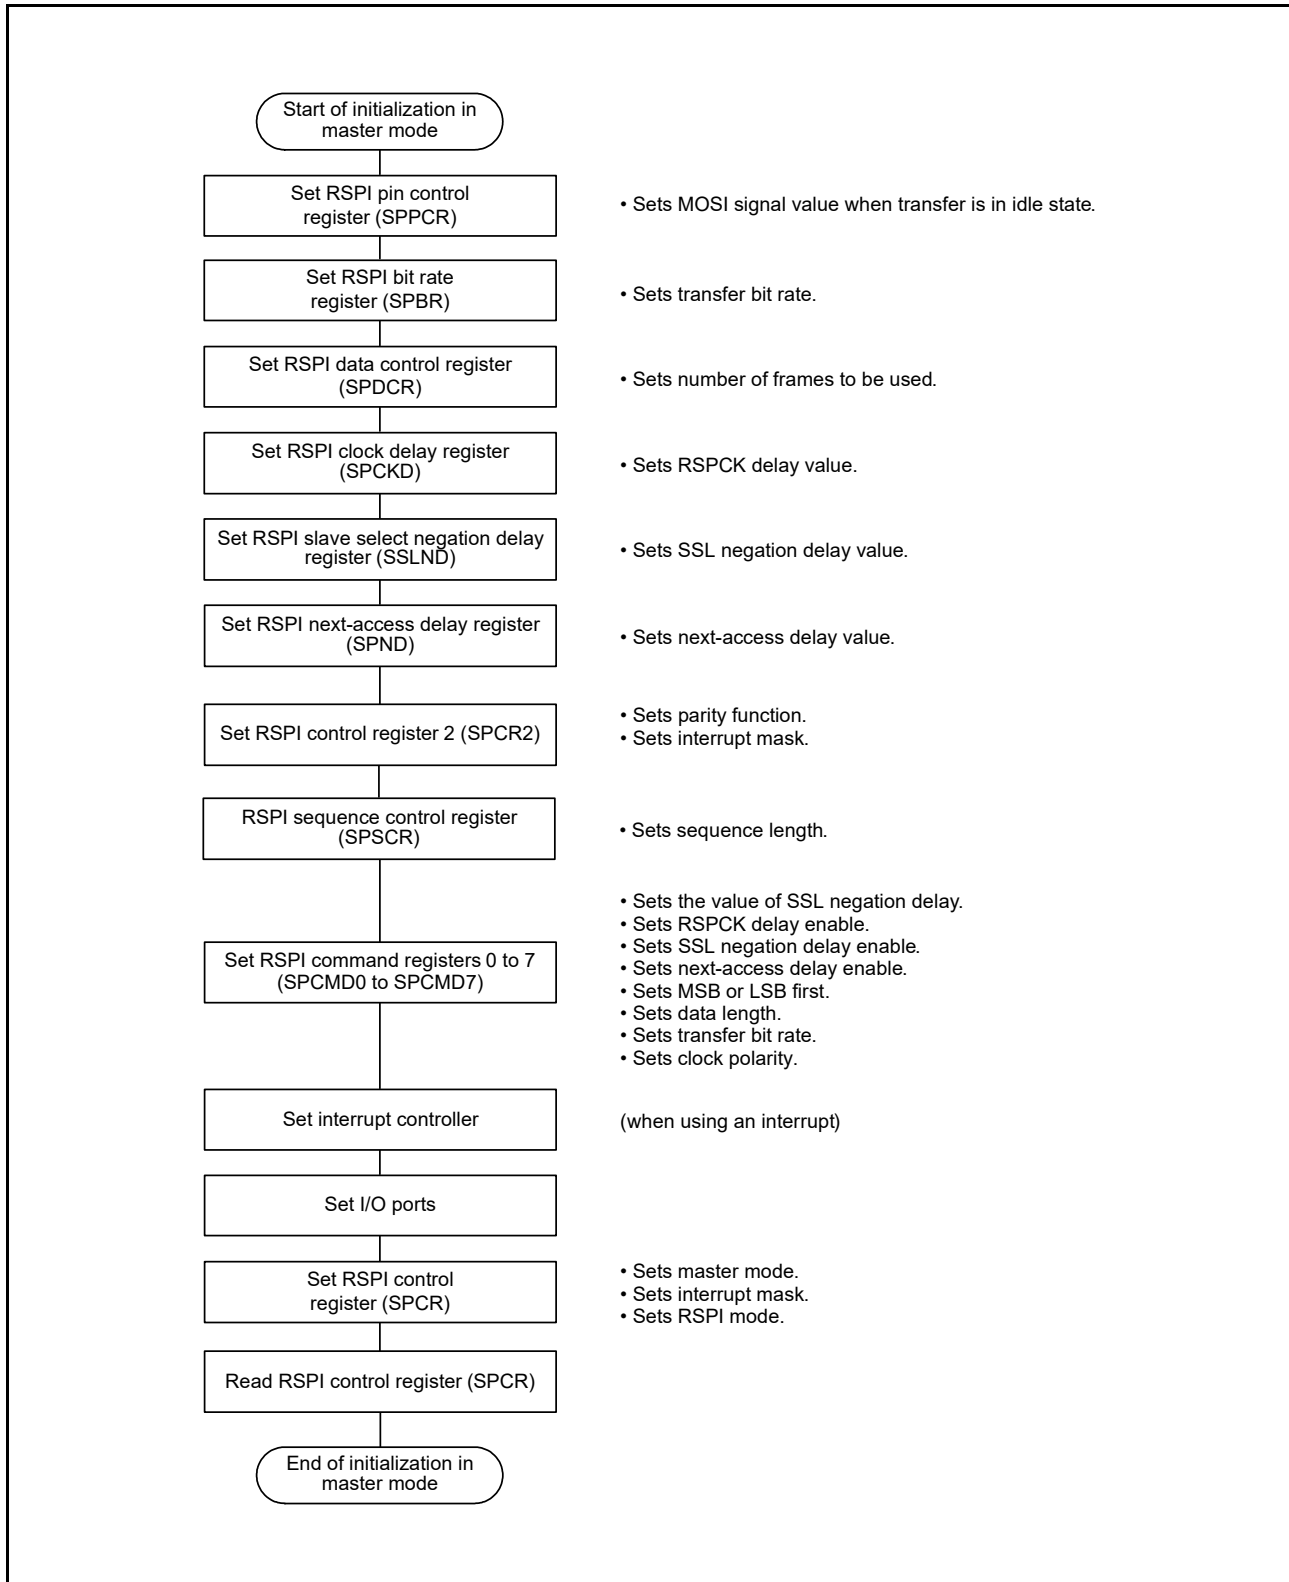 Start of initialization in
master mode
Set RSPI pin control
register (SPPCR)
• Sets MOSI signal value when transfer is in idle state.
Set RSPI bit rate
register (SPBR)
• Sets transfer bit rate.
Set RSPI data control register
(SPDCR)
• Sets number of frames to be used.
Set RSPI clock delay register
(SPCKD)
• Sets RSPCK delay value.
Set RSPI slave select negation delay
register (SSLND)
• Sets SSL negation delay value.
Set RSPI next-access delay register
(SPND)
• Sets next-access delay value.
Set RSPI control register 2 (SPCR2)
• Sets parity function.
• Sets interrupt mask.
RSPI sequence control register
(SPSCR)
• Sets sequence length.
Set RSPI command registers 0 to 7
(SPCMD0 to SPCMD7)
• Sets the value of SSL negation delay.
• Sets RSPCK delay enable.
• Sets SSL negation delay enable.
• Sets next-access delay enable.
• Sets MSB or LSB first.
• Sets data length.
• Sets transfer bit rate.
• Sets clock polarity.
Set interrupt controller
(when using an interrupt)
Set I/O ports
Set RSPI control
register (SPCR)
• Sets master mode.
• Sets interrupt mask.
• Sets RSPI mode.
Read RSPI control register (SPCR)
End of initialization in
master mode